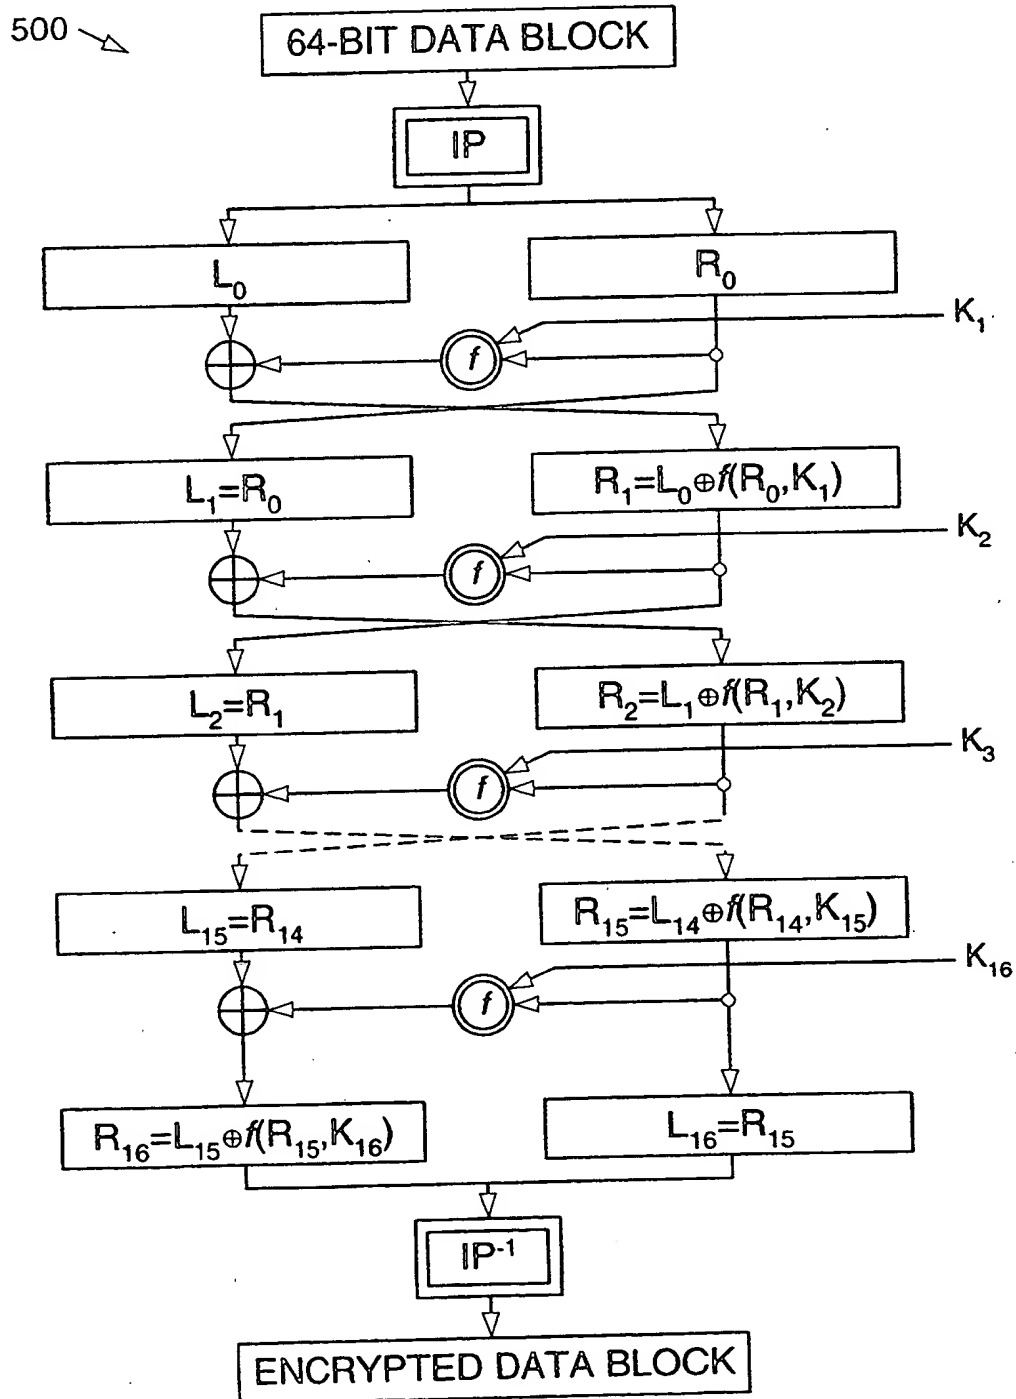 500
64-BIT DATA BLOCK
IP
L₀
R₀
K₁
f
L₁=R₀
R₁=L₀⊕f(R₀,K₁)
K₂
f
L₂=R₁
R₂=L₁⊕f(R₁,K₂)
K₃
f
L₁₅=R₁₄
R₁₅=L₁₄⊕f(R₁₄,K₁₅)
K₁₆
f
R₁₆=L₁₅⊕f(R₁₅,K₁₆)
L₁₆=R₁₅
IP⁻¹
ENCRYPTED DATA BLOCK